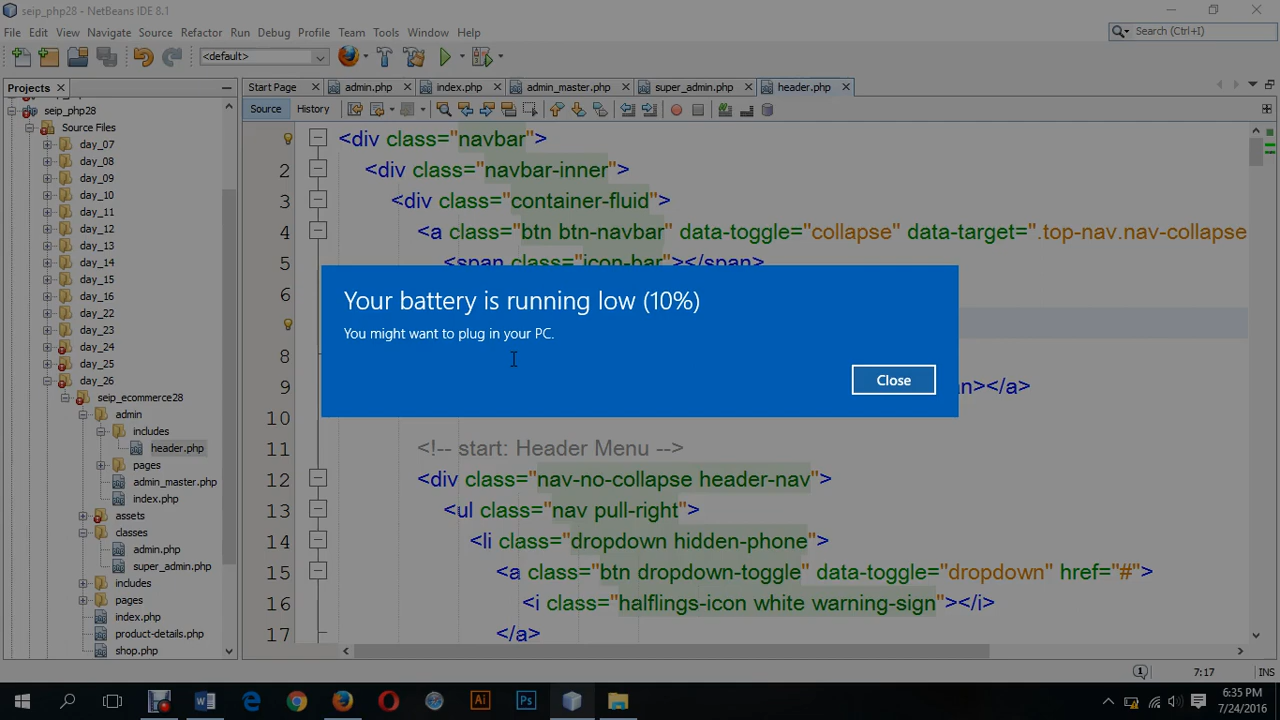 seip_php28 - NetBeans IDE 8.1
File Edit View Navigate Source Refactor Run Debug Profile Team Tools Window Help
Search (Ctrl+I)
<default>
Projects
Start Page admin.php index.php admin_master.php super_admin.php header.php
Source History
seip_php28
Source Files
day_07
day_08
day_09
day_10
day_11
day_12
day_13
day_14
day_15
day_16
day_22
day_23
day_24
day_25
day_26
seip_ecommerce28
admin
includes
header.php
pages
admin_master.php
index.php
assets
classes
admin.php
super_admin.php
includes
pages
index.php
product-details.php
shop.php
1 <div class="navbar">
2 <div class="navbar-inner">
3 <div class="container-fluid">
4 <a class="btn btn-navbar" data-toggle="collapse" data-target=".top-nav.nav-collapse
5 <span class="icon-bar"></span>
6
8
9 an></a>
10
11 <!-- start: Header Menu -->
12 <div class="nav-no-collapse header-nav">
13 <ul class="nav pull-right">
14 <li class="dropdown hidden-phone">
15 <a class="btn dropdown-toggle" data-toggle="dropdown" href="#">
16 <i class="halflings-icon white warning-sign"></i>
17 </a>
Your battery is running low (10%)
You might want to plug in your PC.
Close
7:17 INS
6:35 PM
7/24/2016